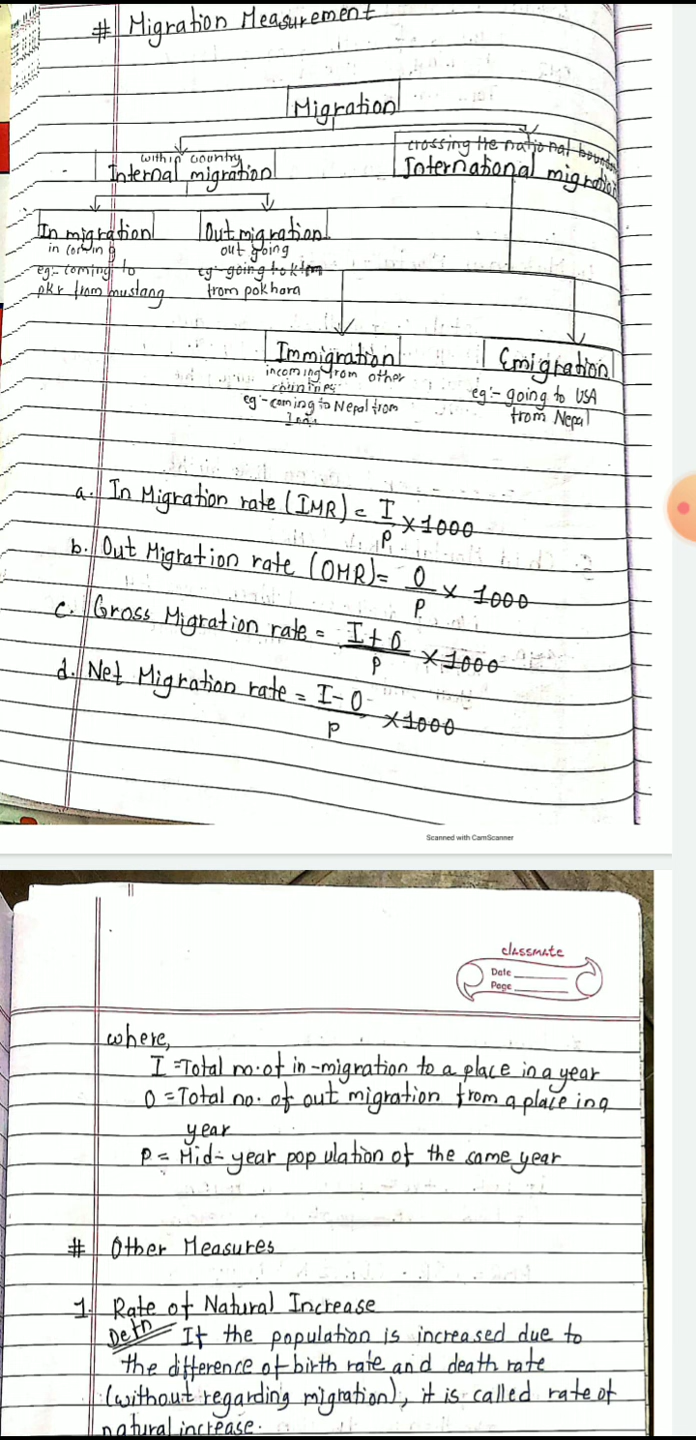 # Migration Measurement
Migration
within country
Internal migration
crossing the national bounda
International migration
In migration
in coming
eg:- coming to
pkr from mustang
Out migration
out going
eg:- going to ktm
from pokhara
Immigration
incoming from other
countries
eg:- coming to Nepal from
Emigration
eg:- going to USA
from Nepal
a. In Migration rate (IMR) = I/P × 1000
b. Out Migration rate (OMR) = O/P × 1000
c. Gross Migration rate = I+O/P × 1000
d. Net Migration rate = I-O/P × 1000
Scanned with CamScanner
classmate
Date
Page
where,
I = Total no. of in-migration to a place in a year
O = Total no. of out migration from a place in a
year
P = Mid-year population of the same year
# Other Measures
1. Rate of Natural Increase
Defn If the population is increased due to
the difference of birth rate and death rate
(without regarding migration), it is called rate of
natural increase.